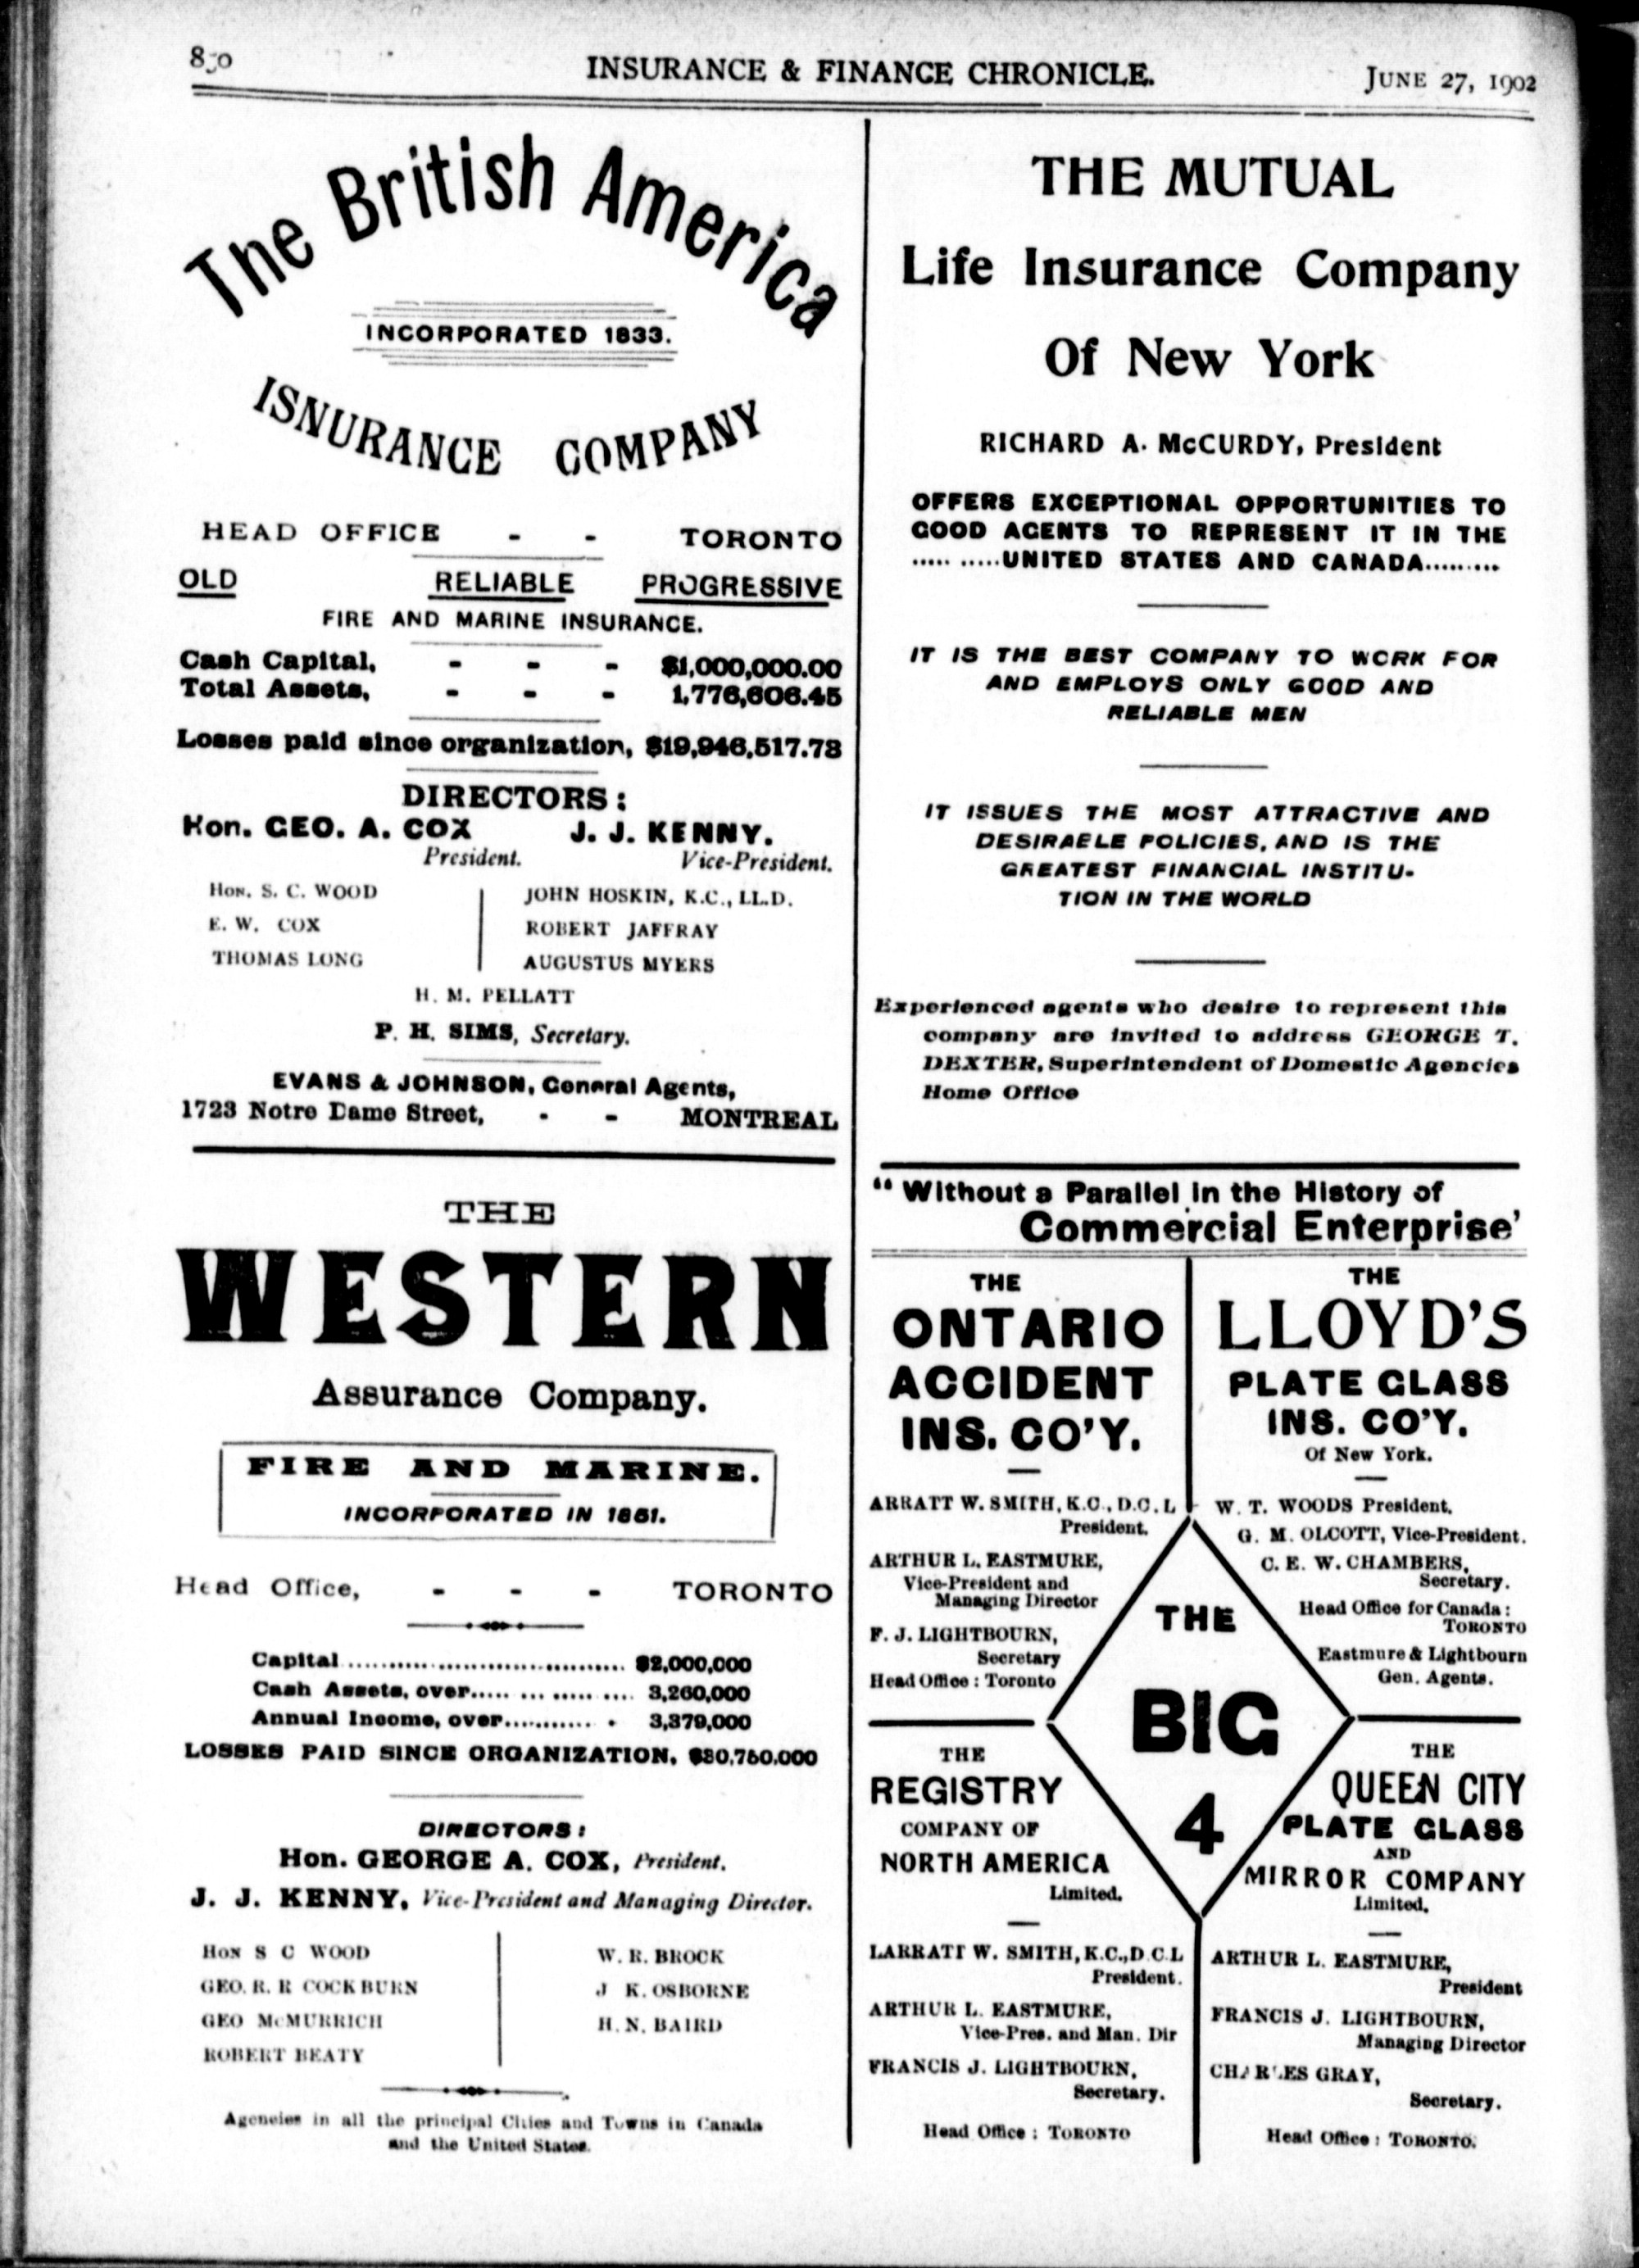 INSURANCE & FINANCE CHRONICLE.
JUNE 27, 1902
The British America
INCORPORATED 1833.
ISNURANCE COMPANY
HEAD OFFICE - - TORONTO
OLD RELIABLE PROGRESSIVE
FIRE AND MARINE INSURANCE.
Cash Capital, - - - $1,000,000.00
Total Assets, - - - 1,776,606.45
Losses paid since organization, $19,946,517.73
DIRECTORS:
Hon. GEO. A. COX J. J. KENNY.
President. Vice-President.
HON. S. C. WOOD JOHN HOSKIN, K.C., LL.D.
E. W. COX ROBERT JAFFRAY
THOMAS LONG AUGUSTUS MYERS
H. M. PELLATT
P. H. SIMS, Secretary.
EVANS & JOHNSON, General Agents,
1723 Notre Dame Street, - - MONTREAL
THE
WESTERN
Assurance Company.
FIRE AND MARINE.
INCORPORATED IN 1851.
Head Office, - - - TORONTO
Capital ........................................ $2,000,000
Cash Assets, over..... ... ..... .... 3,260,000
Annual Income, over........... . 3,379,000
LOSSES PAID SINCE ORGANIZATION, $30,750,000
DIRECTORS:
Hon. GEORGE A. COX, President.
J. J. KENNY, Vice-President and Managing Director.
HON S C WOOD W. R. BROCK
GEO. R. R COCKBURN J K. OSBORNE
GEO McMURRICH H. N. BAIRD
ROBERT BEATY
Agencies in all the principal Cities and Towns in Canada
and the United States.
THE MUTUAL
Life Insurance Company
Of New York
RICHARD A. McCURDY, President
OFFERS EXCEPTIONAL OPPORTUNITIES TO
GOOD AGENTS TO REPRESENT IT IN THE
..... .....UNITED STATES AND CANADA.........
IT IS THE BEST COMPANY TO WORK FOR
AND EMPLOYS ONLY GOOD AND
RELIABLE MEN
IT ISSUES THE MOST ATTRACTIVE AND
DESIRABLE POLICIES, AND IS THE
GREATEST FINANCIAL INSTITU-
TION IN THE WORLD
Experienced agents who desire to represent this
company are invited to address GEORGE T.
DEXTER, Superintendent of Domestic Agencies
Home Office
"Without a Parallel in the History of
Commercial Enterprise'
THE
ONTARIO
ACCIDENT
INS. CO'Y.
ARRATT W. SMITH, K.C., D.C.L
President.
ARTHUR L. EASTMURE,
Vice-President and
Managing Director
F. J. LIGHTBOURN,
Secretary
Head Office: Toronto
THE
LLOYD'S
PLATE GLASS
INS. CO'Y.
Of New York.
W. T. WOODS President.
G. M. OLCOTT, Vice-President.
C. E. W. CHAMBERS,
Secretary.
Head Office for Canada:
TORONTO
Eastmure & Lightbourn
Gen. Agents.
THE
BIG
4
THE
REGISTRY
COMPANY OF
NORTH AMERICA
Limited.
LARRATT W. SMITH, K.C., D.C.L
President.
ARTHUR L. EASTMURE,
Vice-Pres. and Man. Dir
FRANCIS J. LIGHTBOURN,
Secretary.
Head Office: TORONTO
THE
QUEEN CITY
PLATE GLASS
AND
MIRROR COMPANY
Limited.
ARTHUR L. EASTMURE,
President
FRANCIS J. LIGHTBOURN,
Managing Director
CHARLES GRAY,
Secretary.
Head Office: TORONTO.